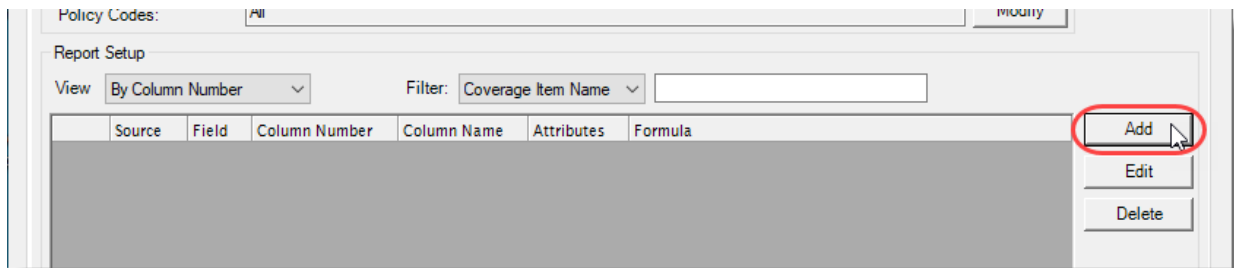 Policy Codes: All Modify
Report Setup
View By Column Number Filter: Coverage Item Name
Source Field Column Number Column Name Attributes Formula
Add
Edit
Delete